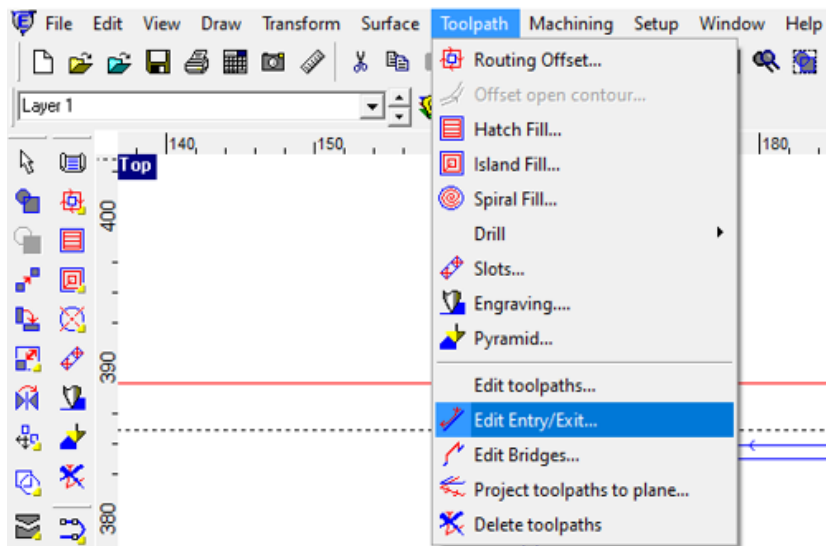 File Edit View Draw Transform Surface Toolpath Machining Setup Window Help
Layer 1
140 150 180
Top
400
390
380
Routing Offset...
Offset open contour...
Hatch Fill...
Island Fill...
Spiral Fill...
Drill
Slots...
Engraving....
Pyramid...
Edit toolpaths...
Edit Entry/Exit...
Edit Bridges...
Project toolpaths to plane...
Delete toolpaths